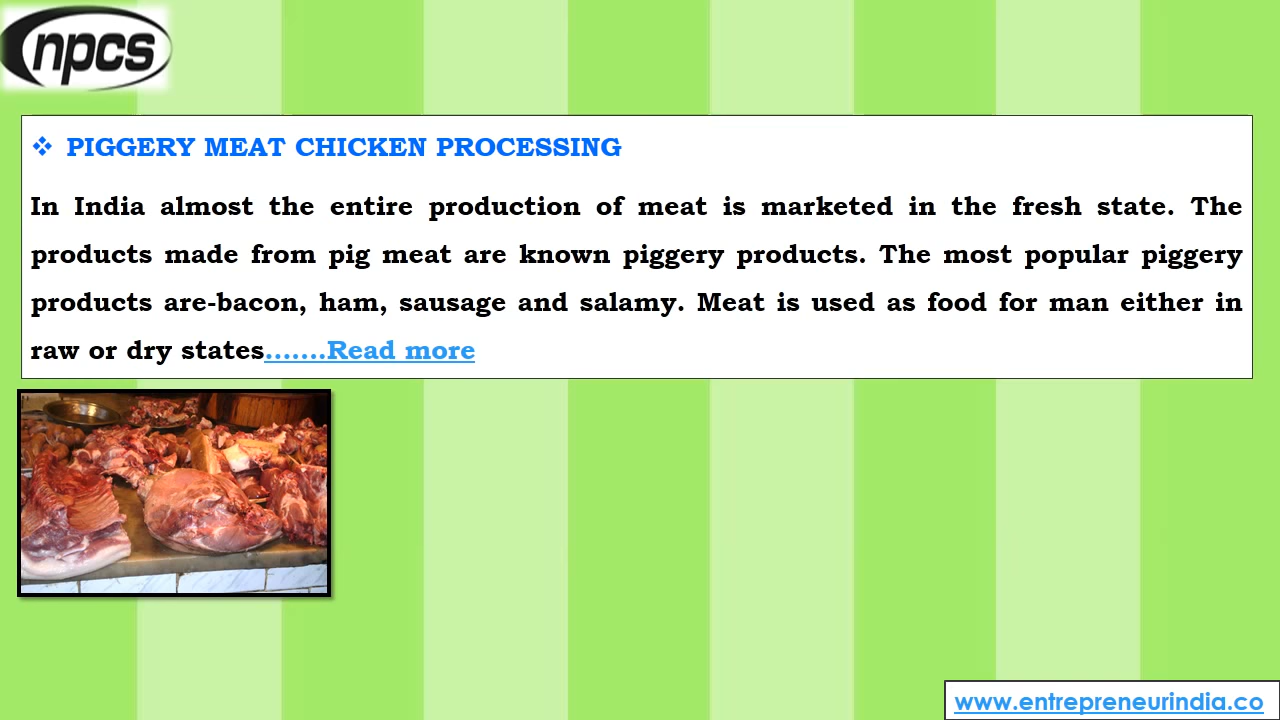 npcs
❖ PIGGERY MEAT CHICKEN PROCESSING
In India almost the entire production of meat is marketed in the fresh state. The
products made from pig meat are known piggery products. The most popular piggery
products are-bacon, ham, sausage and salamy. Meat is used as food for man either in
raw or dry states.......Read more
www.entrepreneurindia.co